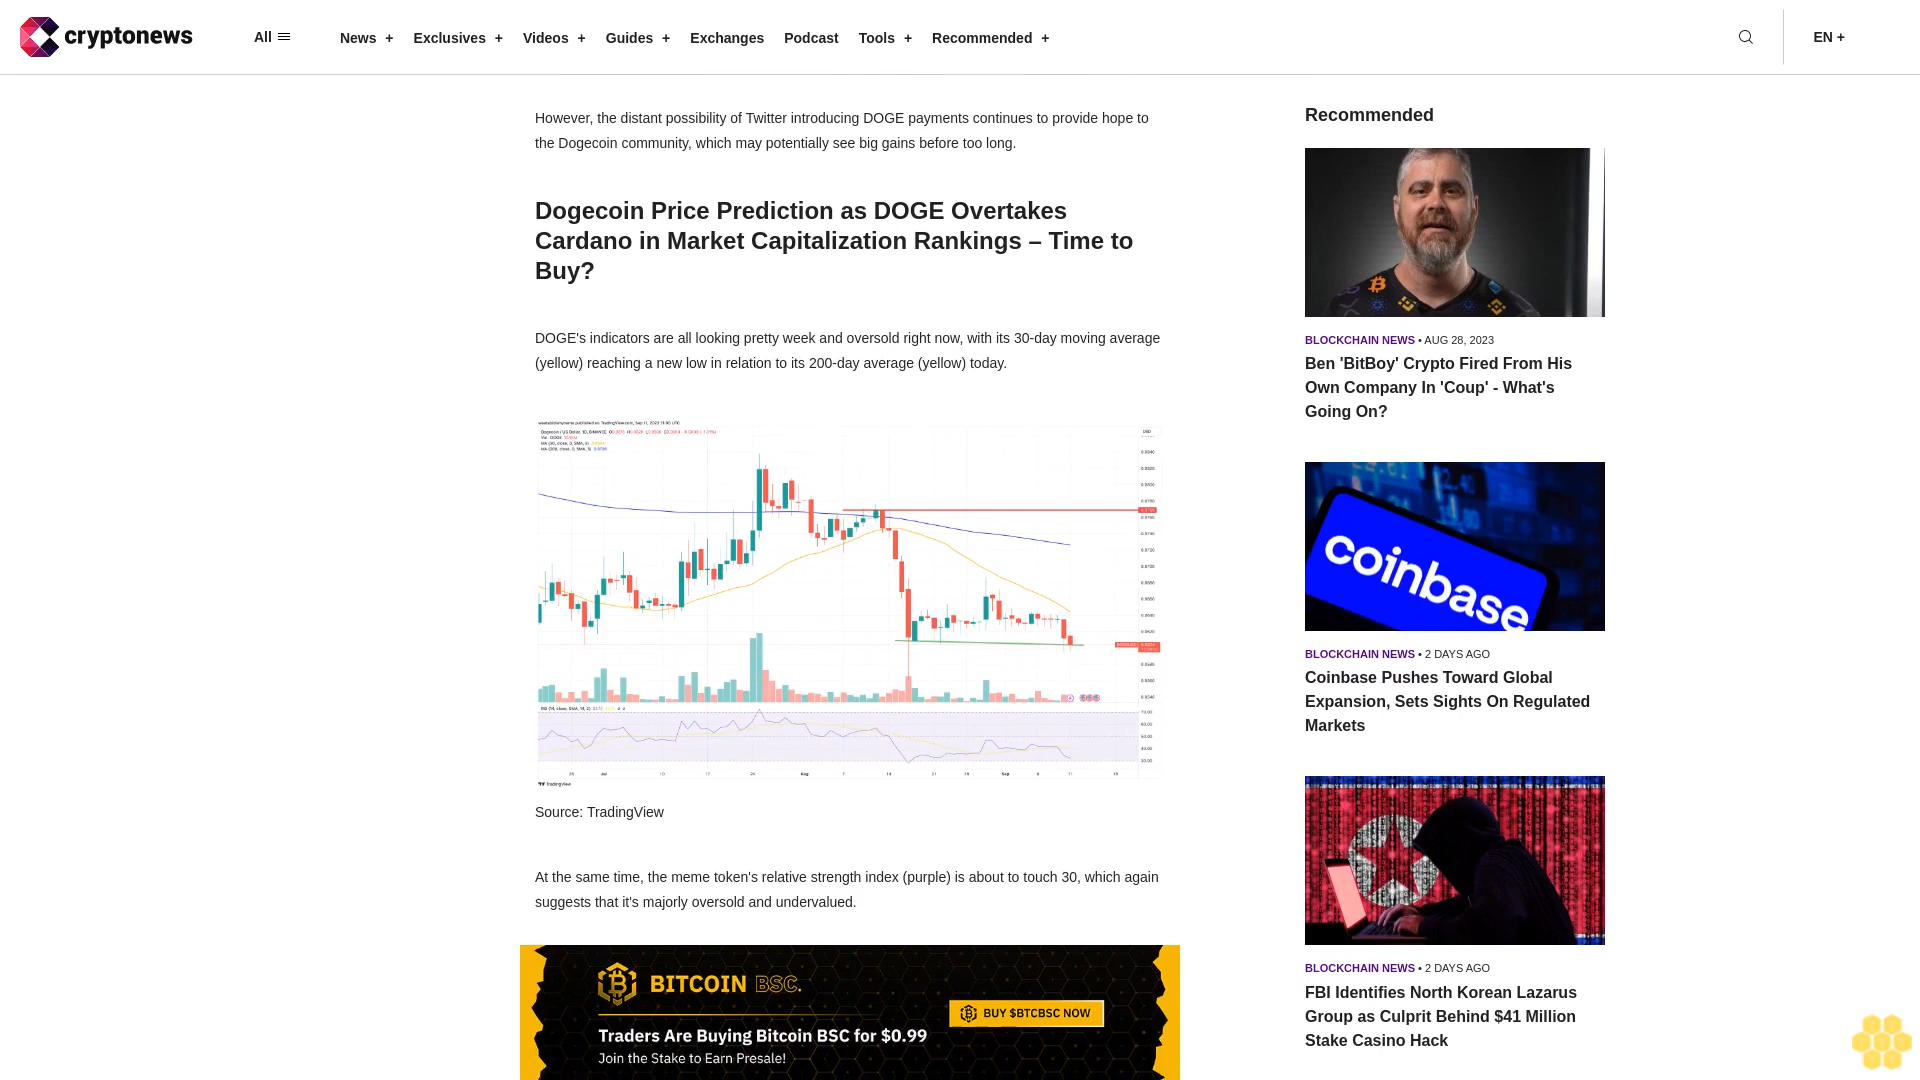 cryptonews
All
News +
Exclusives +
Videos +
Guides +
Exchanges
Podcast
Tools +
Recommended +
EN +
However, the distant possibility of Twitter introducing DOGE payments continues to provide hope to
the Dogecoin community, which may potentially see big gains before too long.
Dogecoin Price Prediction as DOGE Overtakes
Cardano in Market Capitalization Rankings – Time to
Buy?
DOGE's indicators are all looking pretty week and oversold right now, with its 30-day moving average
(yellow) reaching a new low in relation to its 200-day average (yellow) today.
TradingView
Source: TradingView
At the same time, the meme token's relative strength index (purple) is about to touch 30, which again
suggests that it's majorly oversold and undervalued.
BITCOIN BSC.
Traders Are Buying Bitcoin BSC for $0.99
Join the Stake to Earn Presale!
BUY $BTCBSC NOW
Recommended
BLOCKCHAIN NEWS • AUG 28, 2023
Ben 'BitBoy' Crypto Fired From His
Own Company In 'Coup' - What's
Going On?
coinbase
BLOCKCHAIN NEWS • 2 DAYS AGO
Coinbase Pushes Toward Global
Expansion, Sets Sights On Regulated
Markets
BLOCKCHAIN NEWS • 2 DAYS AGO
FBI Identifies North Korean Lazarus
Group as Culprit Behind $41 Million
Stake Casino Hack